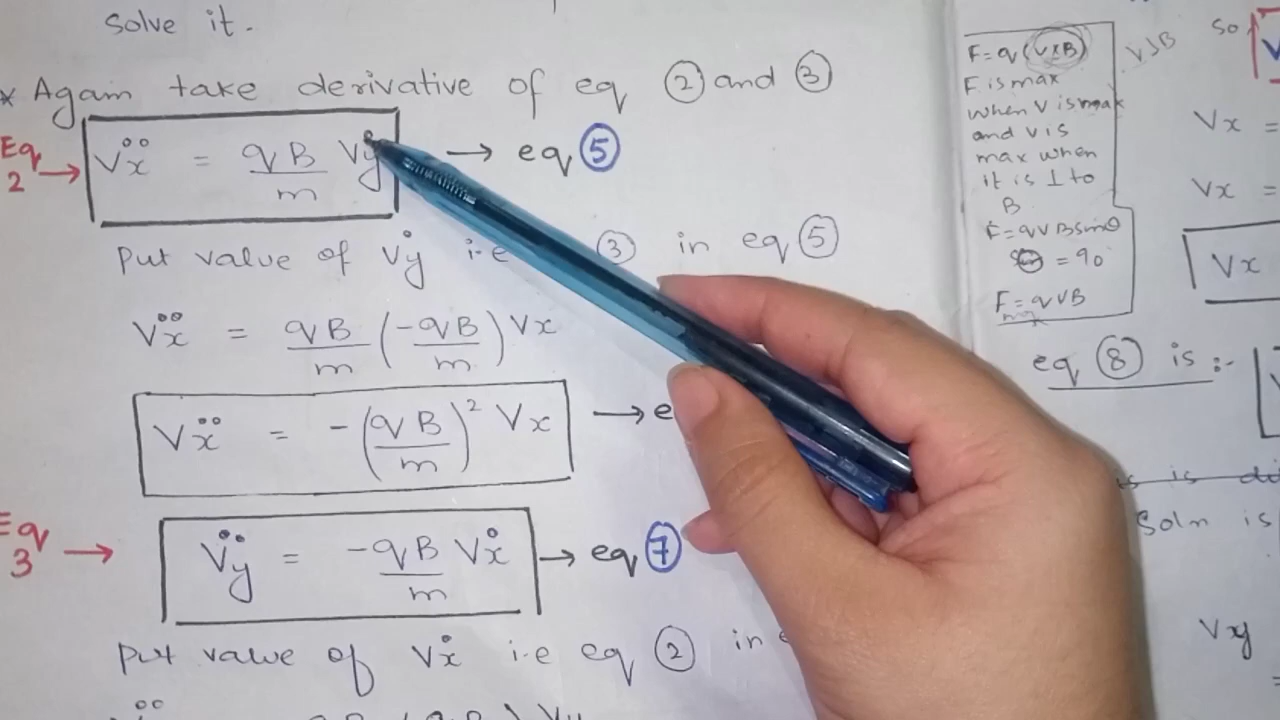 solve it.
* Again take derivative of eq ② and ③
Eq 2 → V̈x = qB/m V̇y → eq ⑤
Put value of V̇y i.e ③ in eq ⑤
V̈x = qB/m (-qB/m) Vx
V̈x = -(qB/m)² Vx → e
Eq 3 → V̈y = -qB/m V̇x → eq ⑦
Put value of V̇x i.e eq ② in
F=q(V×B)
F is max
when V is max
and V is
max when
it is ⊥ to
B
F=qVBsinθ
= 90
F=qVB
V⊥B
so
Vx =
Vx =
Vx
eq ⑧ is :-
Soln is
Vy
=